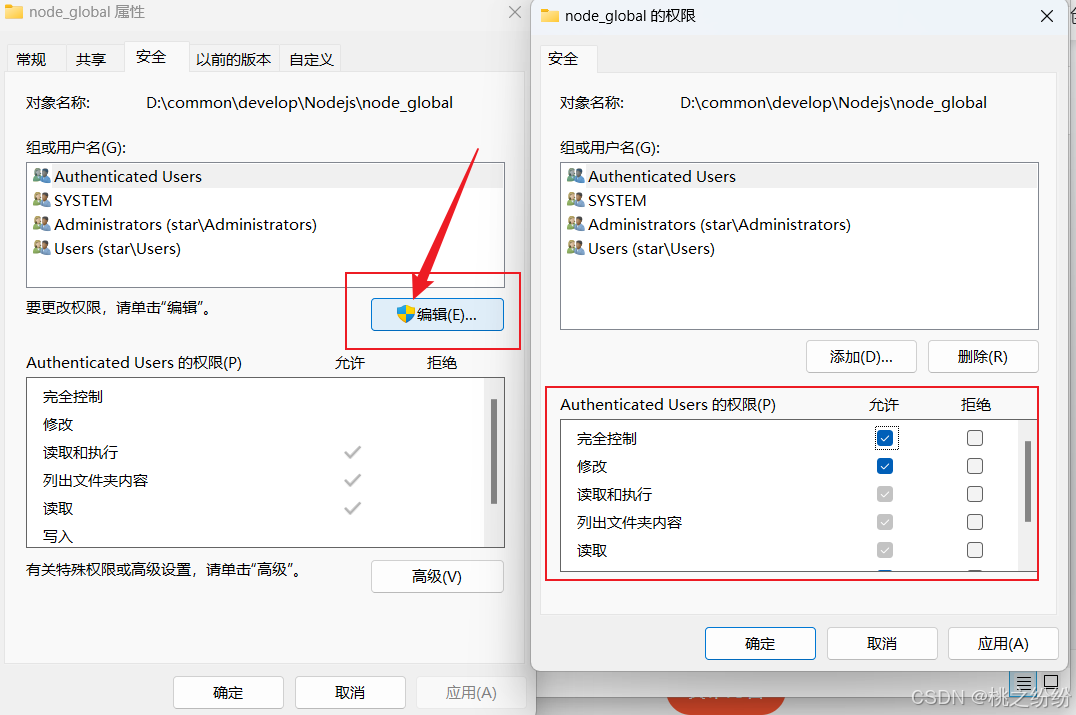 node_global 属性
常规 共享 安全 以前的版本 自定义
对象名称: D:\common\develop\Nodejs\node_global
组或用户名(G):
Authenticated Users
SYSTEM
Administrators (star\Administrators)
Users (star\Users)
要更改权限，请单击“编辑”。
编辑(E)...
Authenticated Users 的权限(P) 允许 拒绝
完全控制
修改
读取和执行
列出文件夹内容
读取
写入
有关特殊权限或高级设置，请单击“高级”。
高级(V)
确定 取消 应用(A)
node_global 的权限
安全
对象名称: D:\common\develop\Nodejs\node_global
组或用户名(G):
Authenticated Users
SYSTEM
Administrators (star\Administrators)
Users (star\Users)
添加(D)... 删除(R)
Authenticated Users 的权限(P) 允许 拒绝
完全控制
修改
读取和执行
列出文件夹内容
读取
确定 取消 应用(A)
CSDN @桃之纷纷